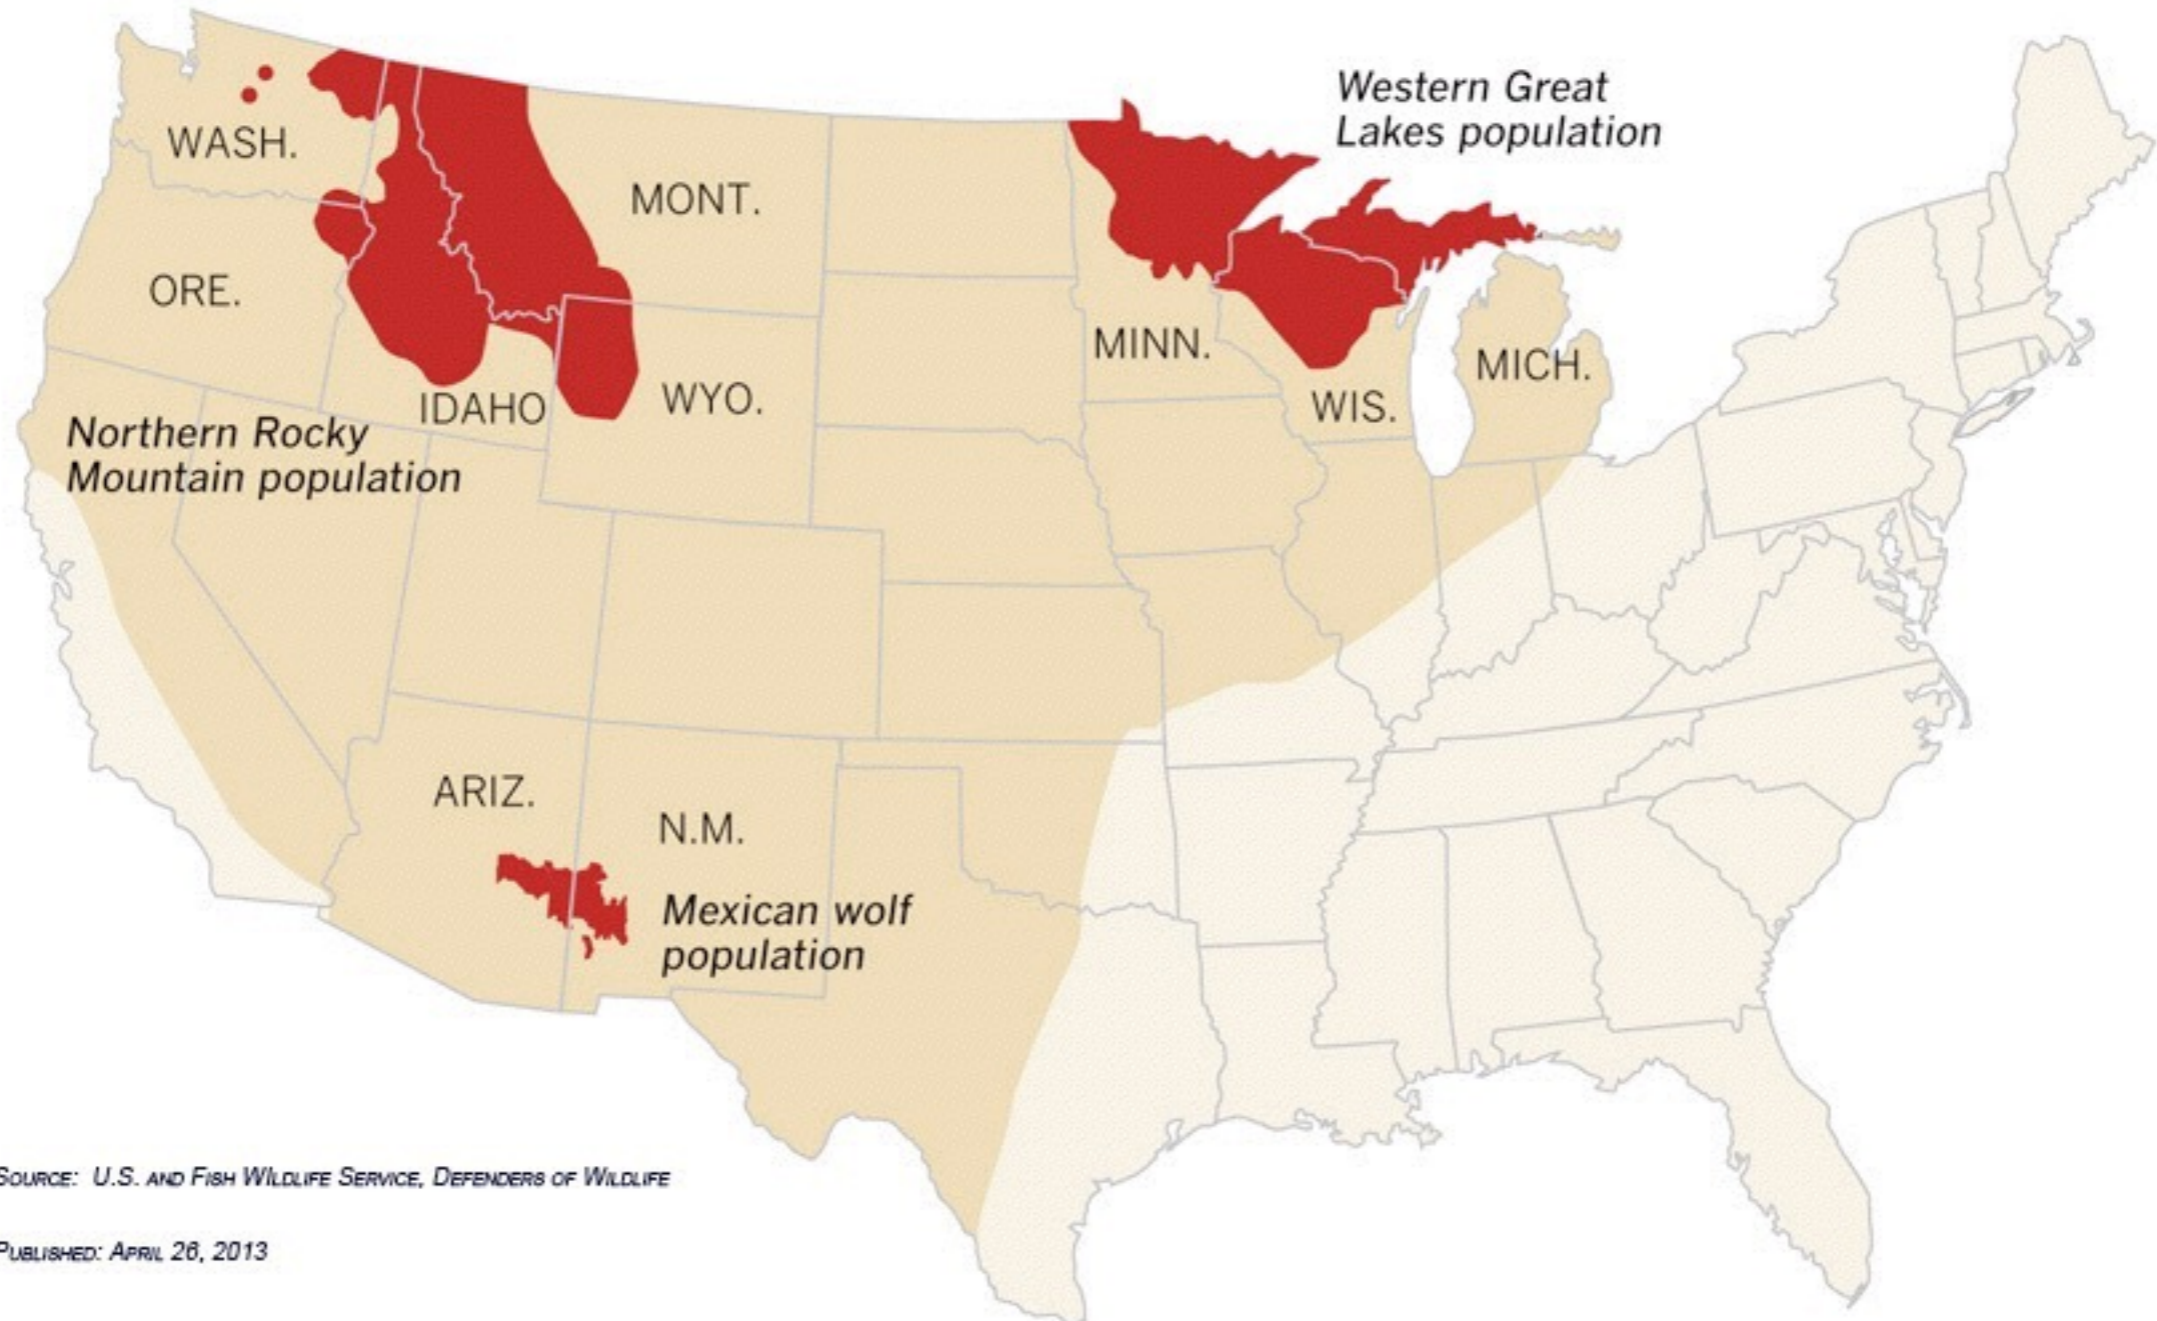 Western Great
Lakes population
WASH.
MONT.
ORE.
MINN.
MICH.
IDAHO
WYO.
WIS.
Northern Rocky
Mountain population
ARIZ.
N.M.
Mexican wolf
population
SOURCE: U.S. AND FISH WILDLIFE SERVICE, DEFENDERS OF WILDLIFE
PUBLISHED: APRIL 26, 2013